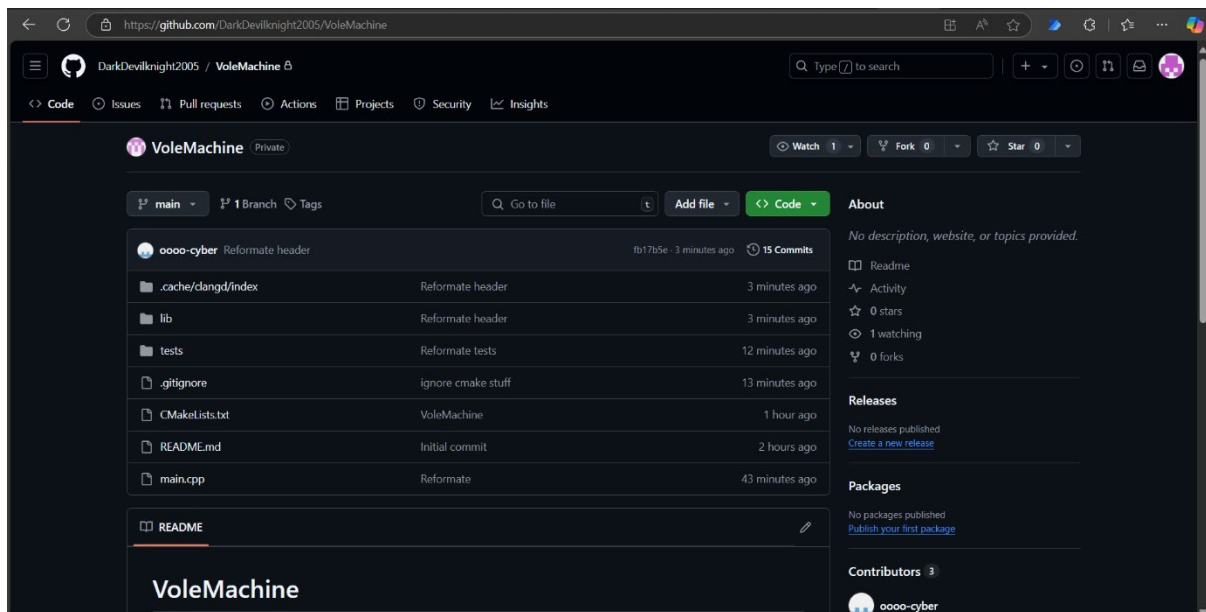 https://github.com/DarkDevilknight2005/VoleMachine
DarkDevilknight2005 / VoleMachine
Type / to search
Code Issues Pull requests Actions Projects Security Insights
VoleMachine Private
Watch 1 Fork 0 Star 0
main 1 Branch Tags
Go to file t Add file Code
About
No description, website, or topics provided.
oooo-cyber Reformate header fb17b5e · 3 minutes ago 15 Commits
Readme
.cache/clangd/index Reformate header 3 minutes ago
Activity
lib Reformate header 3 minutes ago
0 stars
1 watching
tests Reformate tests 12 minutes ago
0 forks
.gitignore ignore cmake stuff 13 minutes ago
Releases
CMakeLists.txt VoleMachine 1 hour ago
No releases published
Create a new release
README.md Initial commit 2 hours ago
main.cpp Reformate 43 minutes ago
Packages
No packages published
Publish your first package
README
Contributors 3
VoleMachine
oooo-cyber